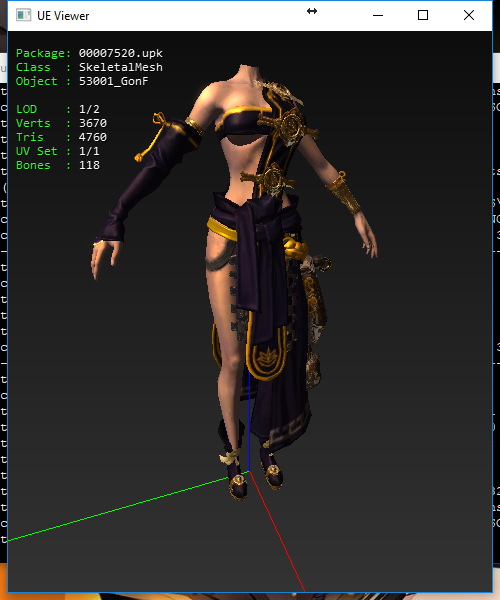 UE Viewer
Package: 00007520.upk
Class  : SkeletalMesh
Object : 53001_GonF
LOD    : 1/2
Verts  : 3670
Tris   : 4760
UV Set : 1/1
Bones  : 118